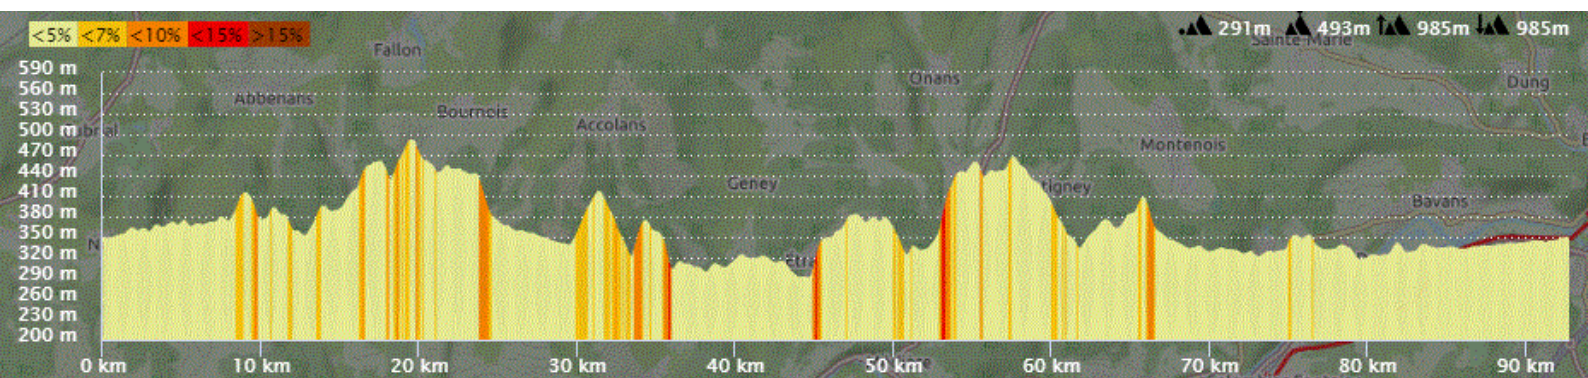 <5% <7% <10% <15% >15%
291m 493m 985m 985m
Sainte-Marie
Fallon
Onans
Dung
590 m
560 m
Abbenans
530 m
Bournois
500 m
Accolans
470 m
Montenois
440 m
410 m
Geney
Bavans
380 m
350 m
320 m
290 m
260 m
230 m
200 m
0 km 10 km 20 km 30 km 40 km 50 km 60 km 70 km 80 km 90 km